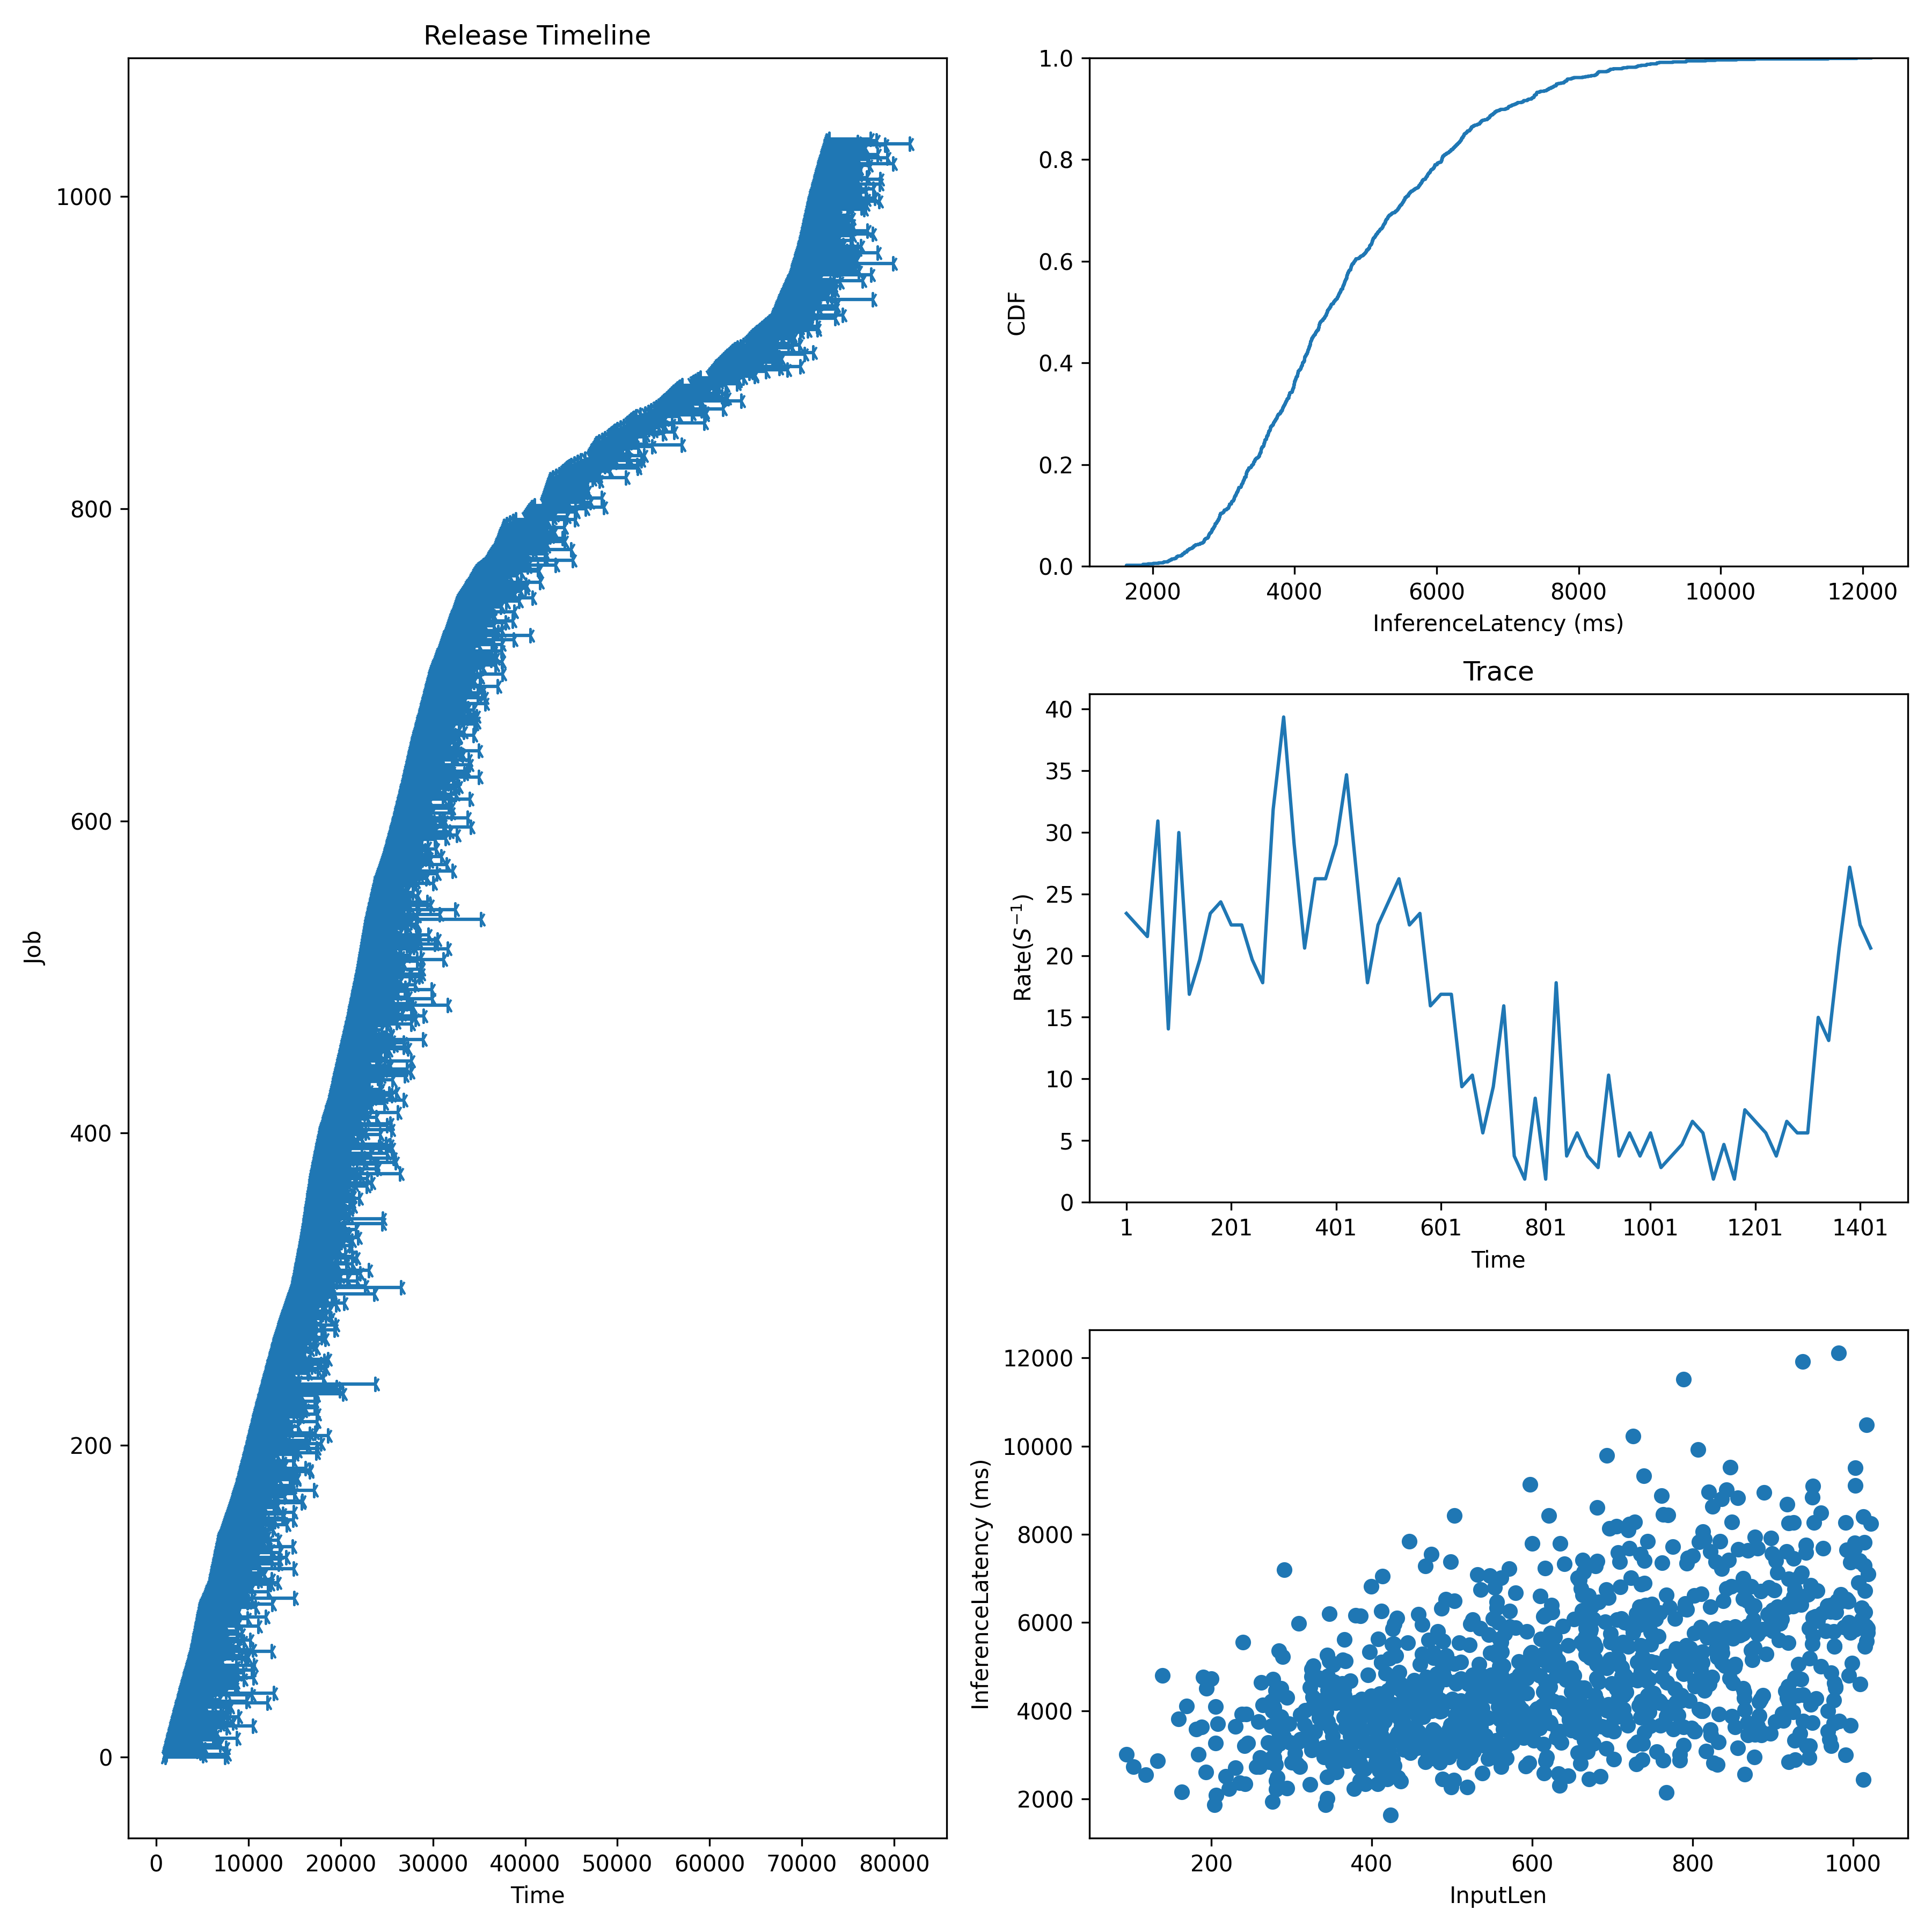 Release Timeline
Job
1000
800
600
400
200
0
0 10000 20000 30000 40000 50000 60000 70000 80000
Time
CDF
1.0
0.8
0.6
0.4
0.2
0.0
2000 4000 6000 8000 10000 12000
InferenceLatency (ms)
Trace
Rate(S⁻¹)
40
35
30
25
20
15
10
5
0
1 201 401 601 801 1001 1201 1401
Time
InferenceLatency (ms)
12000
10000
8000
6000
4000
2000
200 400 600 800 1000
InputLen